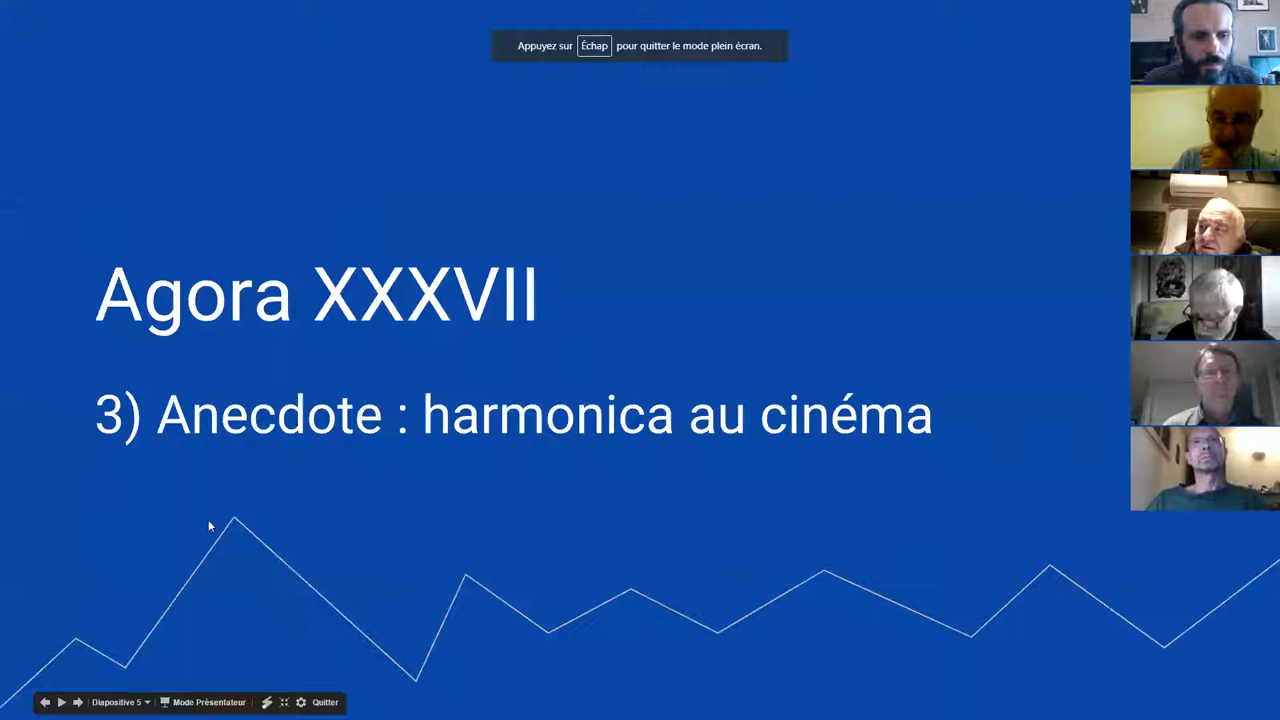 Appuyez sur Échap pour quitter le mode plein écran.
Agora XXXVII
3) Anecdote : harmonica au cinéma
Diapositive 5 Mode Présentateur Quitter